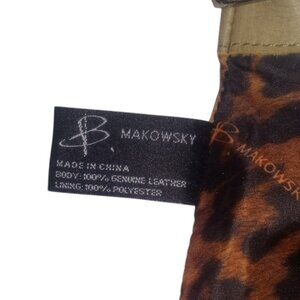 B. MAKOWSKY
MADE IN CHINA
BODY: 100% GENUINE LEATHER
LINING: 100% POLYESTER
B.
MAKOWSKY